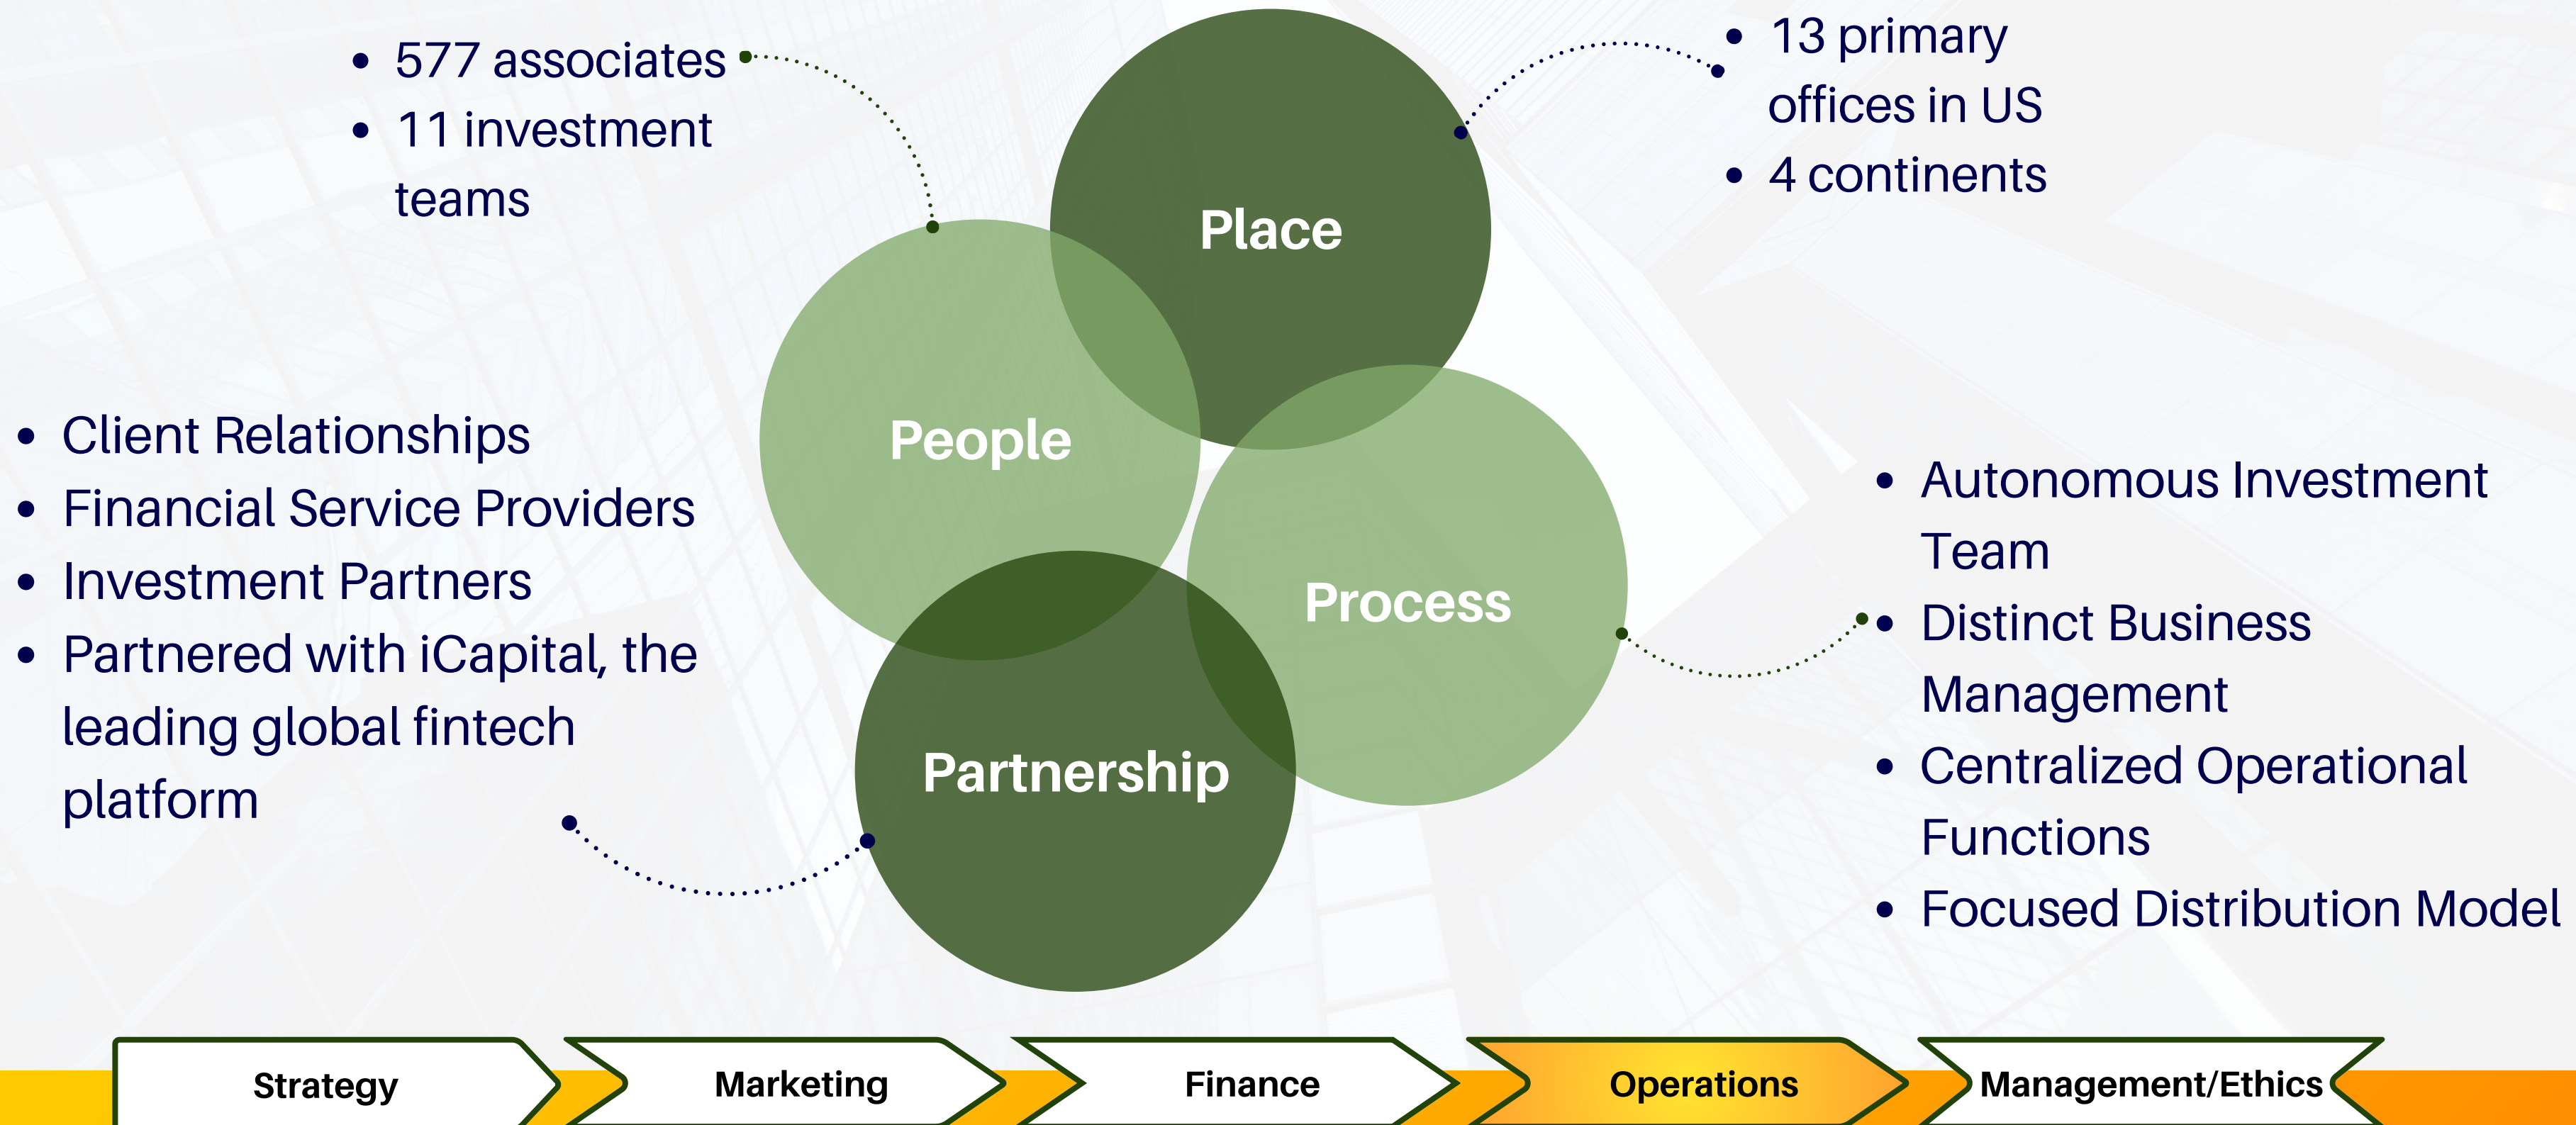 577 associates
11 investment
teams
Place
13 primary
offices in US
4 continents
People
Client Relationships
Financial Service Providers
Investment Partners
Partnered with iCapital, the
leading global fintech
platform
Process
Autonomous Investment
Team
Distinct Business
Management
Centralized Operational
Functions
Focused Distribution Model
Partnership
Strategy
Marketing
Finance
Operations
Management/Ethics